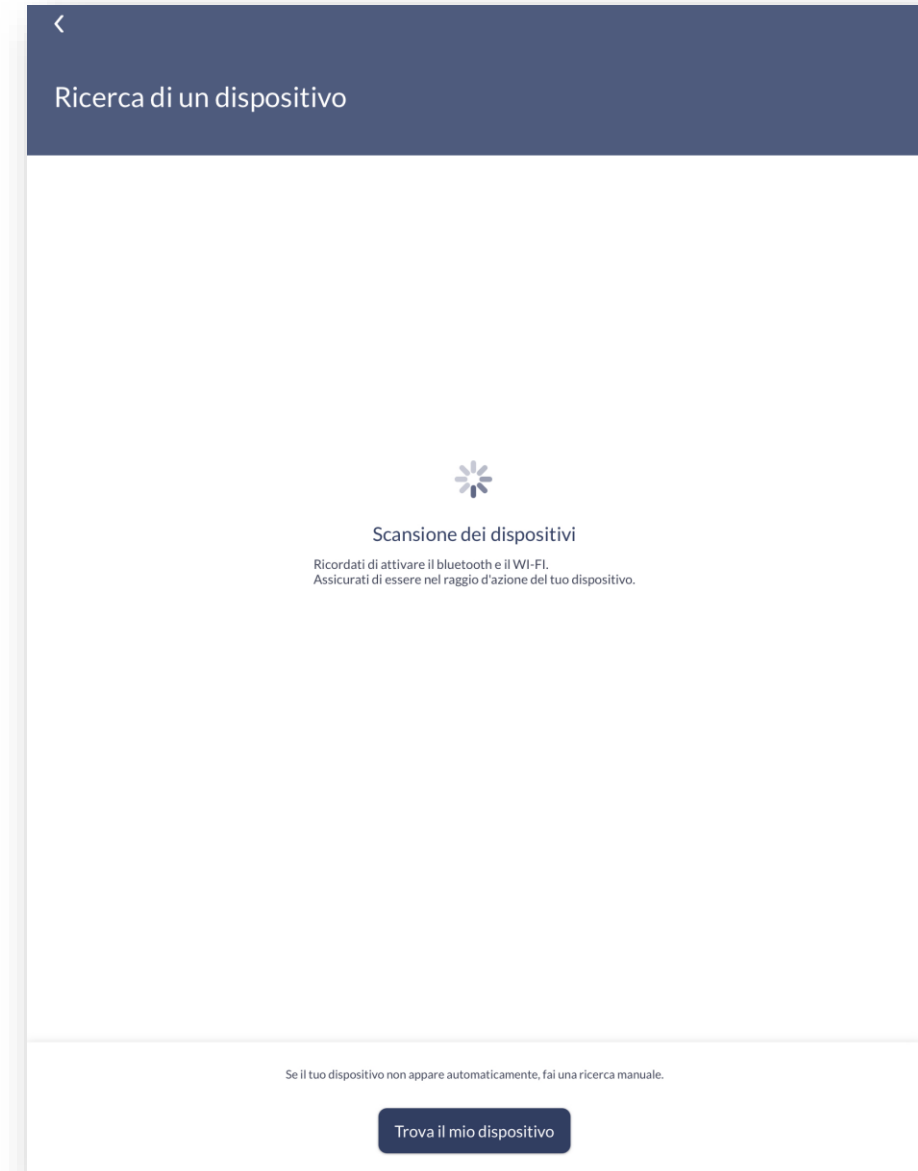 Ricerca di un dispositivo
Scansione dei dispositivi
Ricordati di attivare il bluetooth e il WI-FI.
Assicurati di essere nel raggio d'azione del tuo dispositivo.
Se il tuo dispositivo non appare automaticamente, fai una ricerca manuale.
Trova il mio dispositivo